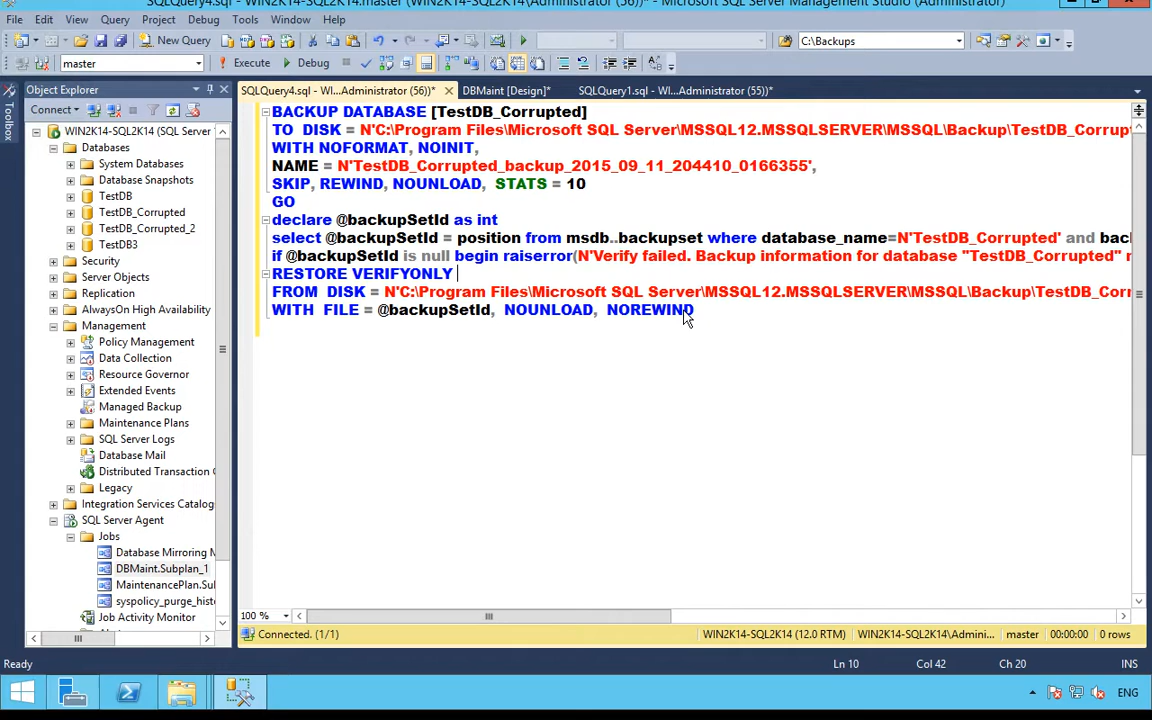 SQLQuery4.sql - WIN2K14-SQL2K14.master (WIN2K14-SQL2K14\Administrator (56))* - Microsoft SQL Server Management Studio (Administrator)
File Edit View Query Project Debug Tools Window Help
New Query C:\Backups
master Execute Debug
Toolbox
Object Explorer
Connect
WIN2K14-SQL2K14 (SQL Server
Databases
System Databases
Database Snapshots
TestDB
TestDB_Corrupted
TestDB_Corrupted_2
TestDB3
Security
Server Objects
Replication
AlwaysOn High Availability
Management
Policy Management
Data Collection
Resource Governor
Extended Events
Managed Backup
Maintenance Plans
SQL Server Logs
Database Mail
Distributed Transaction C
Legacy
Integration Services Catalogs
SQL Server Agent
Jobs
Database Mirroring M
DBMaint.Subplan_1
MaintenancePlan.Sul
syspolicy_purge_hist
Job Activity Monitor
SQLQuery4.sql - WI...Administrator (56))* DBMaint [Design]* SQLQuery1.sql - WI...Administrator (55))*
BACKUP DATABASE [TestDB_Corrupted]
TO DISK = N'C:\Program Files\Microsoft SQL Server\MSSQL12.MSSQLSERVER\MSSQL\Backup\TestDB_Corrupt
WITH NOFORMAT, NOINIT,
NAME = N'TestDB_Corrupted_backup_2015_09_11_204410_0166355',
SKIP, REWIND, NOUNLOAD, STATS = 10
GO
declare @backupSetId as int
select @backupSetId = position from msdb..backupset where database_name=N'TestDB_Corrupted' and bac
if @backupSetId is null begin raiserror(N'Verify failed. Backup information for database "TestDB_Corrupted" n
RESTORE VERIFYONLY
FROM DISK = N'C:\Program Files\Microsoft SQL Server\MSSQL12.MSSQLSERVER\MSSQL\Backup\TestDB_Corr
WITH FILE = @backupSetId, NOUNLOAD, NOREWIND
100 %
Connected. (1/1) WIN2K14-SQL2K14 (12.0 RTM) WIN2K14-SQL2K14\Admini... master 00:00:00 0 rows
Ready Ln 10 Col 42 Ch 20 INS
ENG